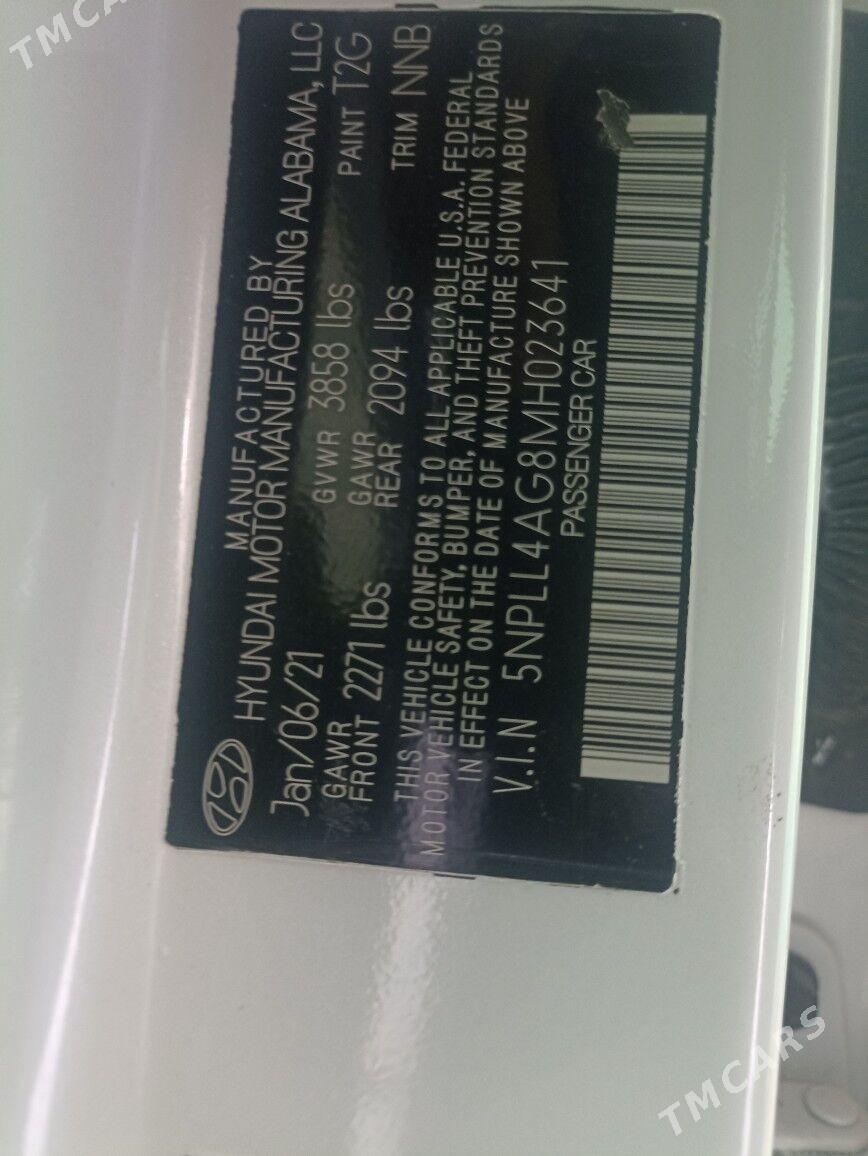 MANUFACTURED BY
HYUNDAI MOTOR MANUFACTURING ALABAMA, LLC
Jan/06/21 GVWR 3858 lbs PAINT T2G
GAWR GAWR
FRONT 2271 lbs REAR 2094 lbs TRIM NNB
THIS VEHICLE CONFORMS TO ALL APPLICABLE U.S.A. FEDERAL
MOTOR VEHICLE SAFETY, BUMPER, AND THEFT PREVENTION STANDARDS
IN EFFECT ON THE DATE OF MANUFACTURE SHOWN ABOVE
V.I.N 5NPLL4AG8MH023641
PASSENGER CAR
TMCARS
TMCARS